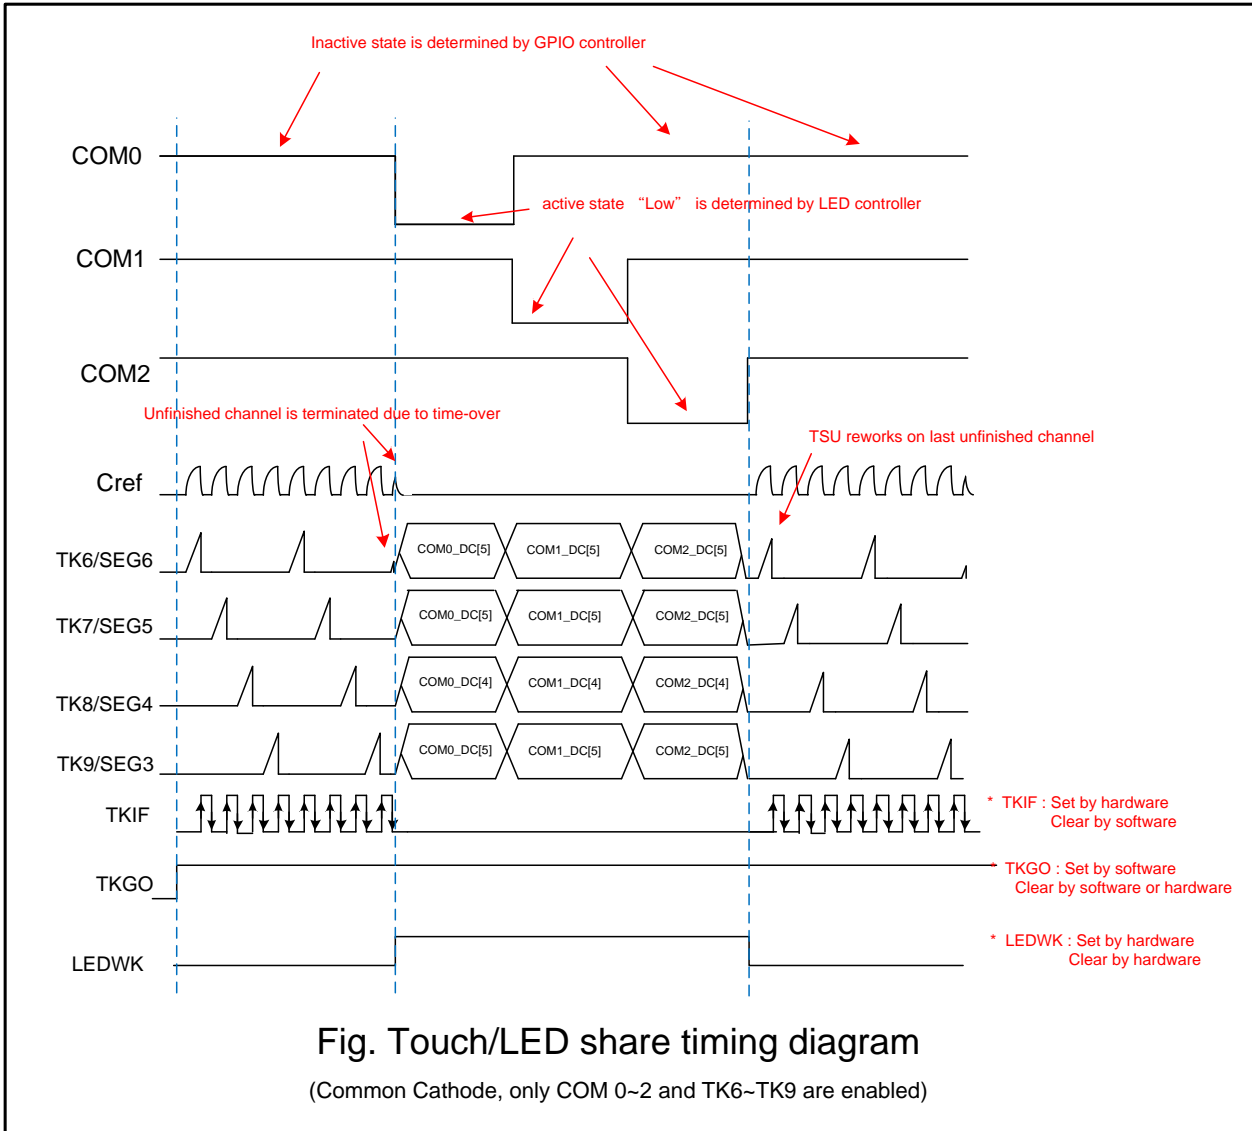 Inactive state is determined by GPIO controller
COM0
active state “Low” is determined by LED controller
COM1
COM2
Unfinished channel is terminated due to time-over
TSU reworks on last unfinished channel
Cref
TK6/SEG6
COM0_DC[5] COM1_DC[5] COM2_DC[5]
TK7/SEG5
COM0_DC[5] COM1_DC[5] COM2_DC[5]
TK8/SEG4
COM0_DC[4] COM1_DC[4] COM2_DC[4]
TK9/SEG3
COM0_DC[5] COM1_DC[5] COM2_DC[5]
TKIF
* TKIF : Set by hardware
Clear by software
TKGO
* TKGO : Set by software
Clear by software or hardware
LEDWK
* LEDWK : Set by hardware
Clear by hardware
Fig. Touch/LED share timing diagram
(Common Cathode, only COM 0~2 and TK6~TK9 are enabled)